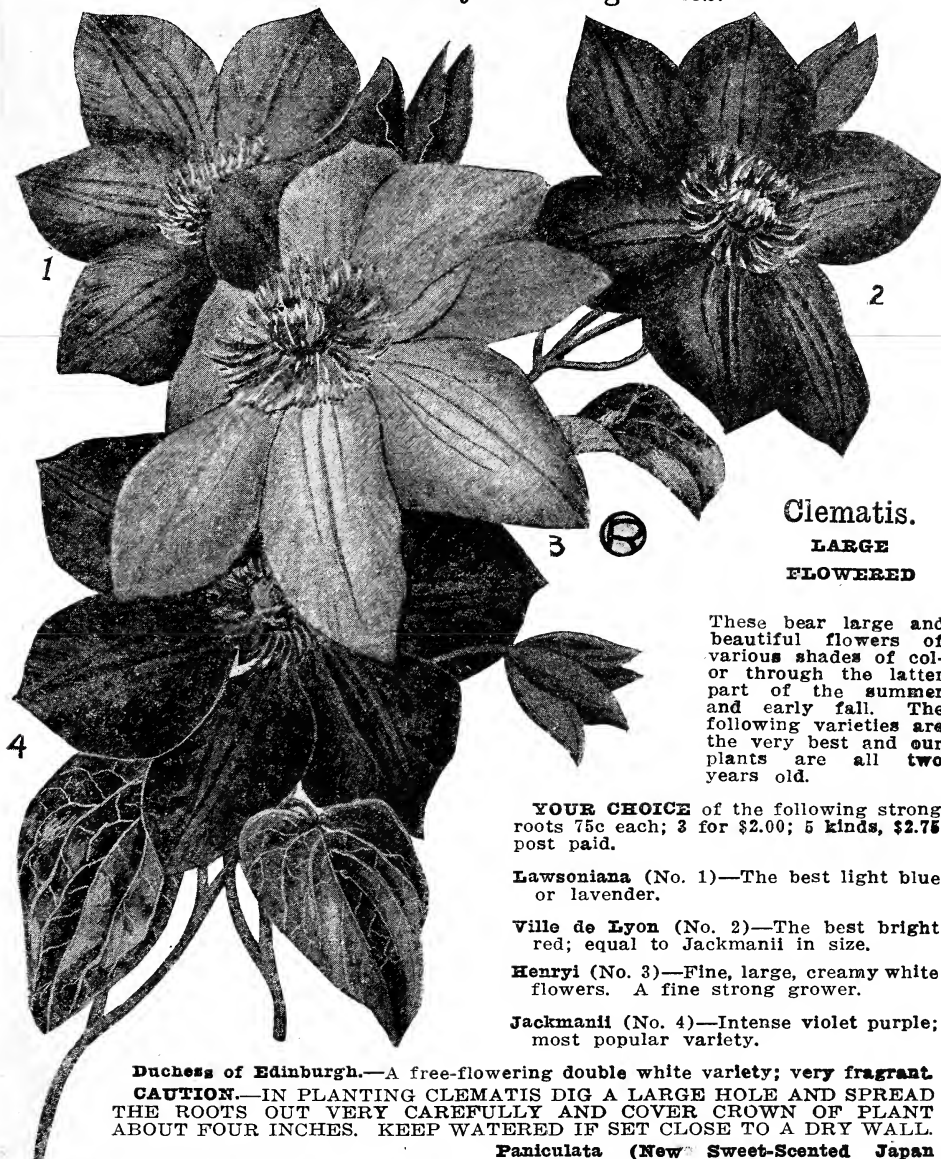 1
2
3 R
4
Clematis.
LARGE
FLOWERED
These bear large and
beautiful flowers of
various shades of col-
or through the latter
part of the summer
and early fall. The
following varieties are
the very best and our
plants are all two
years old.
YOUR CHOICE of the following strong
roots 75c each; 3 for $2.00; 5 kinds, $2.75
post paid.
Lawsoniana (No. 1)—The best light blue
or lavender.
Ville de Lyon (No. 2)—The best bright
red; equal to Jackmanii in size.
Henryi (No. 3)—Fine, large, creamy white
flowers. A fine strong grower.
Jackmanii (No. 4)—Intense violet purple;
most popular variety.
Duchess of Edinburgh.—A free-flowering double white variety; very fragrant.
CAUTION.—IN PLANTING CLEMATIS DIG A LARGE HOLE AND SPREAD
THE ROOTS OUT VERY CAREFULLY AND COVER CROWN OF PLANT
ABOUT FOUR INCHES. KEEP WATERED IF SET CLOSE TO A DRY WALL.
Paniculata (New Sweet-Scented Japan